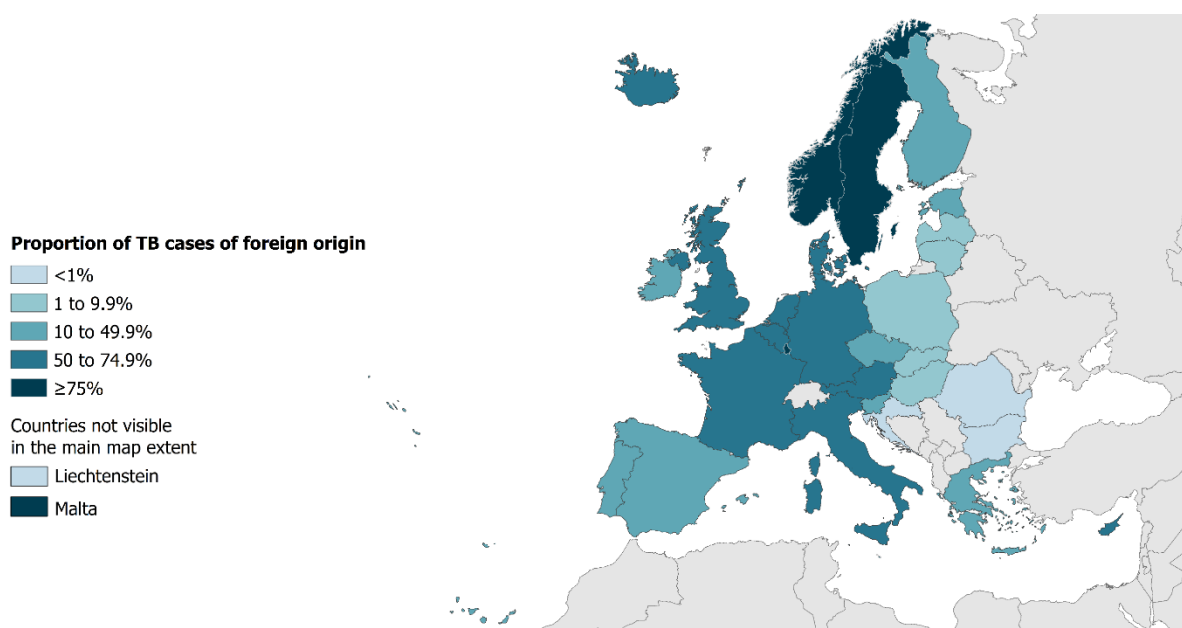 Proportion of TB cases of foreign origin
<1%
1 to 9.9%
10 to 49.9%
50 to 74.9%
≥75%
Countries not visible
in the main map extent
Liechtenstein
Malta